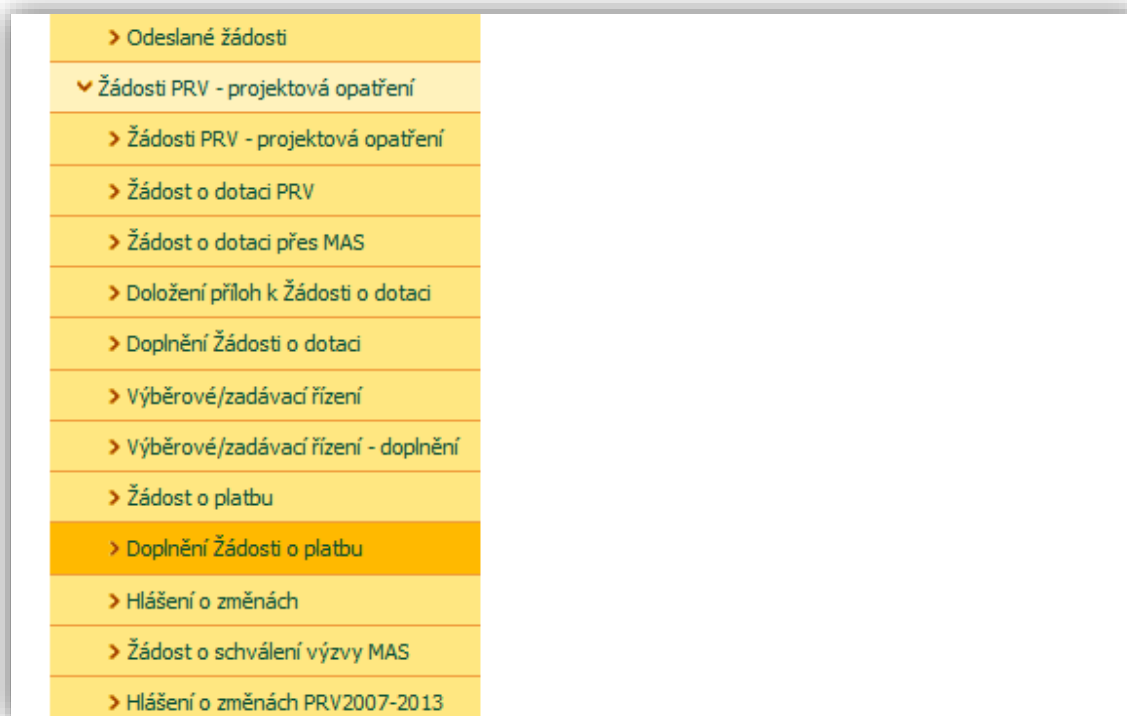 Odeslané žádosti
Žádosti PRV - projektová opatření
Žádosti PRV - projektová opatření
Žádost o dotaci PRV
Žádost o dotaci přes MAS
Doložení příloh k Žádosti o dotaci
Doplnění Žádosti o dotaci
Výběrové/zadávací řízení
Výběrové/zadávací řízení - doplnění
Žádost o platbu
Doplnění Žádosti o platbu
Hlášení o změnách
Žádost o schválení výzvy MAS
Hlášení o změnách PRV2007-2013